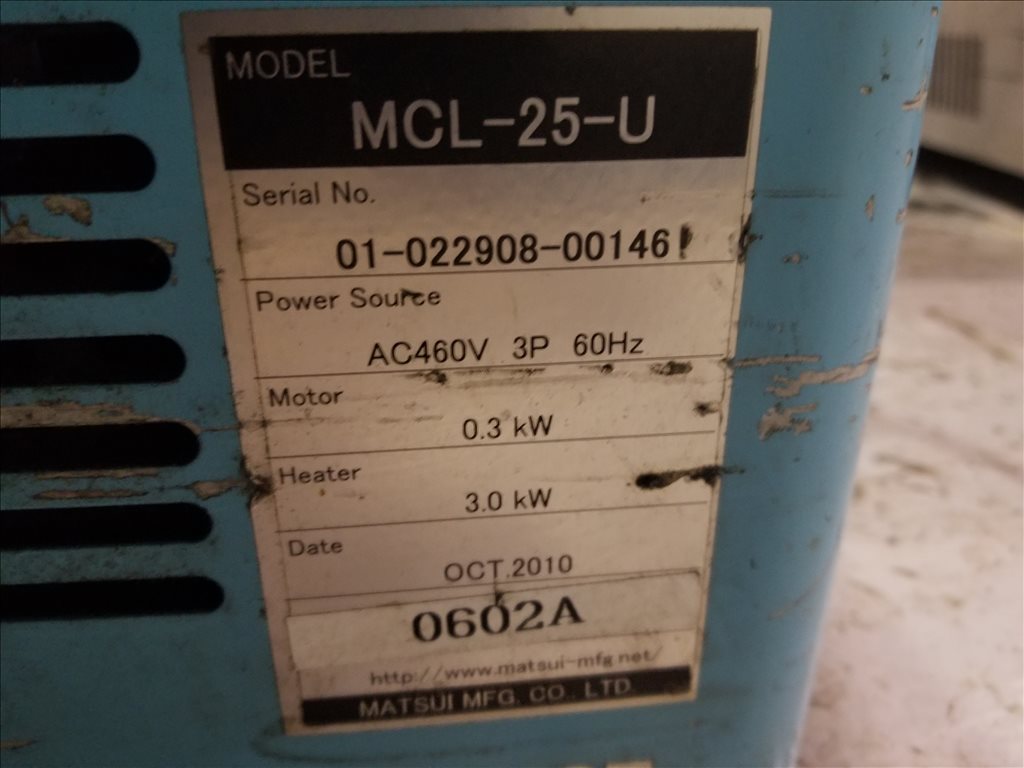 MODEL
MCL-25-U
Serial No.
01-022908-00146
Power Source
AC460V 3P 60Hz
Motor
0.3 kW
Heater
3.0 kW
Date
OCT.2010
0602A
http://www.matsui-mfg.net/
MATSUI MFG. CO., LTD.